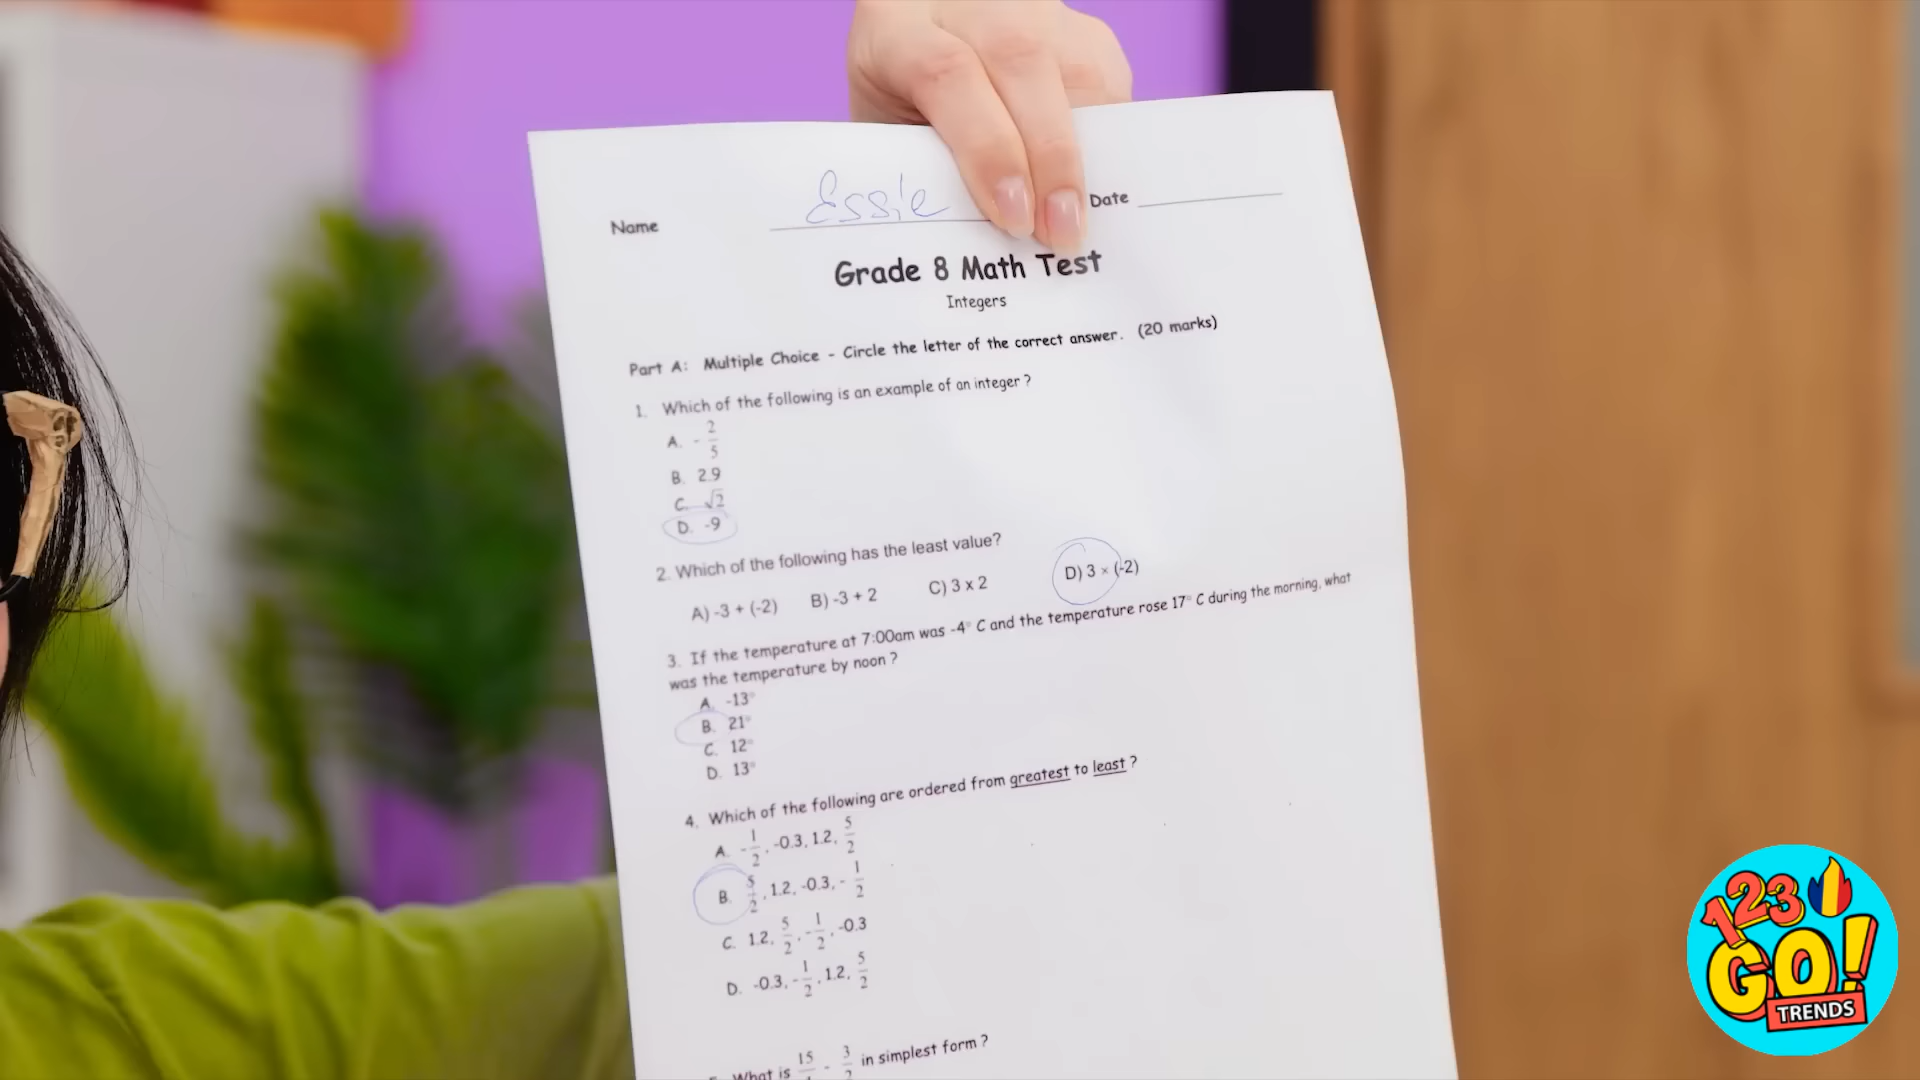 Name Essie Date
Grade 8 Math Test
Integers
Part A: Multiple Choice - Circle the letter of the correct answer. (20 marks)
1. Which of the following is an example of an integer ?
A. - 2/5
B. 2.9
C. √2
D. -9
2. Which of the following has the least value?
A) -3 + (-2) B) -3 + 2 C) 3 x 2 D) 3 × (-2)
3. If the temperature at 7:00am was -4° C and the temperature rose 17° C during the morning, what
was the temperature by noon ?
A. -13°
B. 21°
C. 12°
D. 13°
4. Which of the following are ordered from greatest to least ?
A. - 1/2, -0.3, 1.2, 5/2
B. 5/2, 1.2, -0.3, - 1/2
C. 1.2, 5/2, - 1/2, -0.3
D. -0.3, - 1/2, 1.2, 5/2
What is 15 - 3/2 in simplest form ?
123
GO!
TRENDS